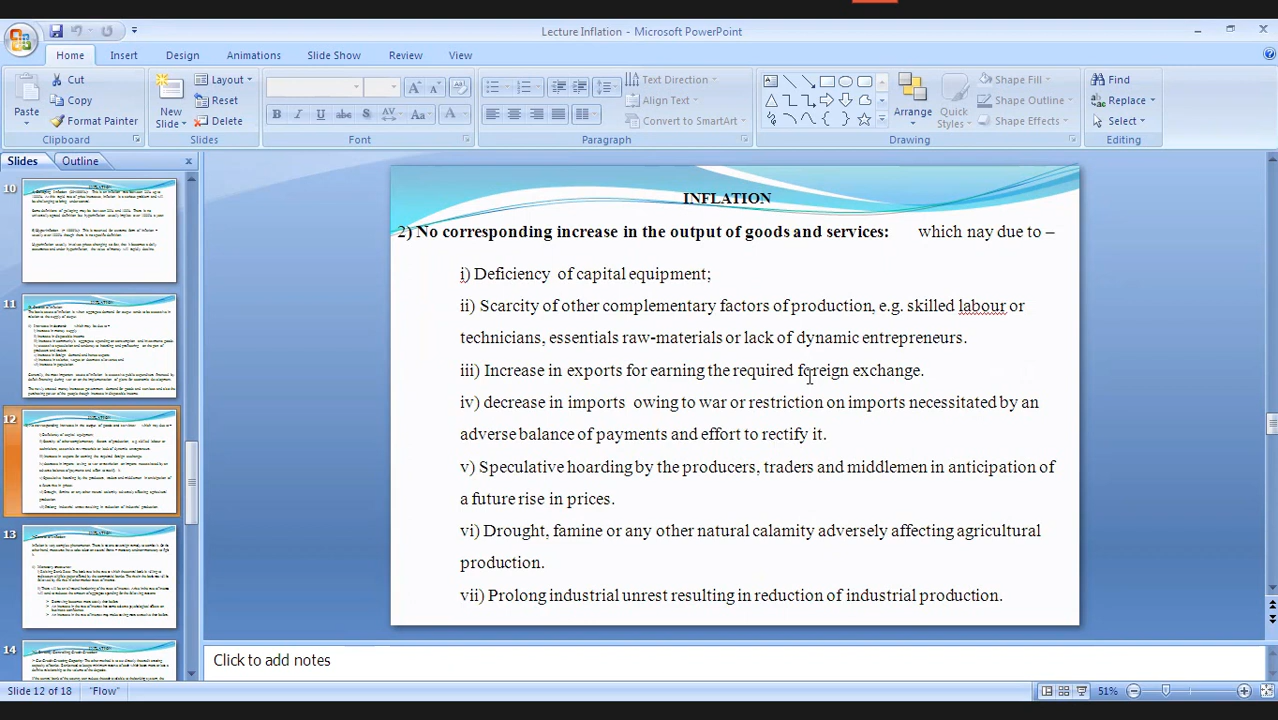 Lecture Inflation - Microsoft PowerPoint
Home Insert Design Animations Slide Show Review View
Paste
Cut
Copy
Format Painter
Clipboard
New Slide
Layout
Reset
Delete
Slides
Font
Paragraph
Text Direction
Align Text
Convert to SmartArt
Drawing
Arrange
Quick Styles
Shape Fill
Shape Outline
Shape Effects
Find
Replace
Select
Editing
Slides Outline
10
11
12
13
14
INFLATION
2) No corresponding increase in the output of goods and services: which nay due to –
i) Deficiency of capital equipment;
ii) Scarcity of other complementary factors of production, e.g skilled labour or
technicians, essentials raw-materials or lack of dynamic entrepreneurs.
iii) Increase in exports for earning the required foreign exchange.
iv) decrease in imports owing to war or restriction on imports necessitated by an
balance of payments and effort to rectify it.
v) Speculative hoading by the producers, traders and middlemen in anticipation of
a future rise in prices.
vi) Drought, famine or any other natural calamity adversely affecting agricultural
production.
vii) Prolong industrial unrest resulting in reduction of industrial production.
Click to add notes
Slide 12 of 18 "Flow" 51%